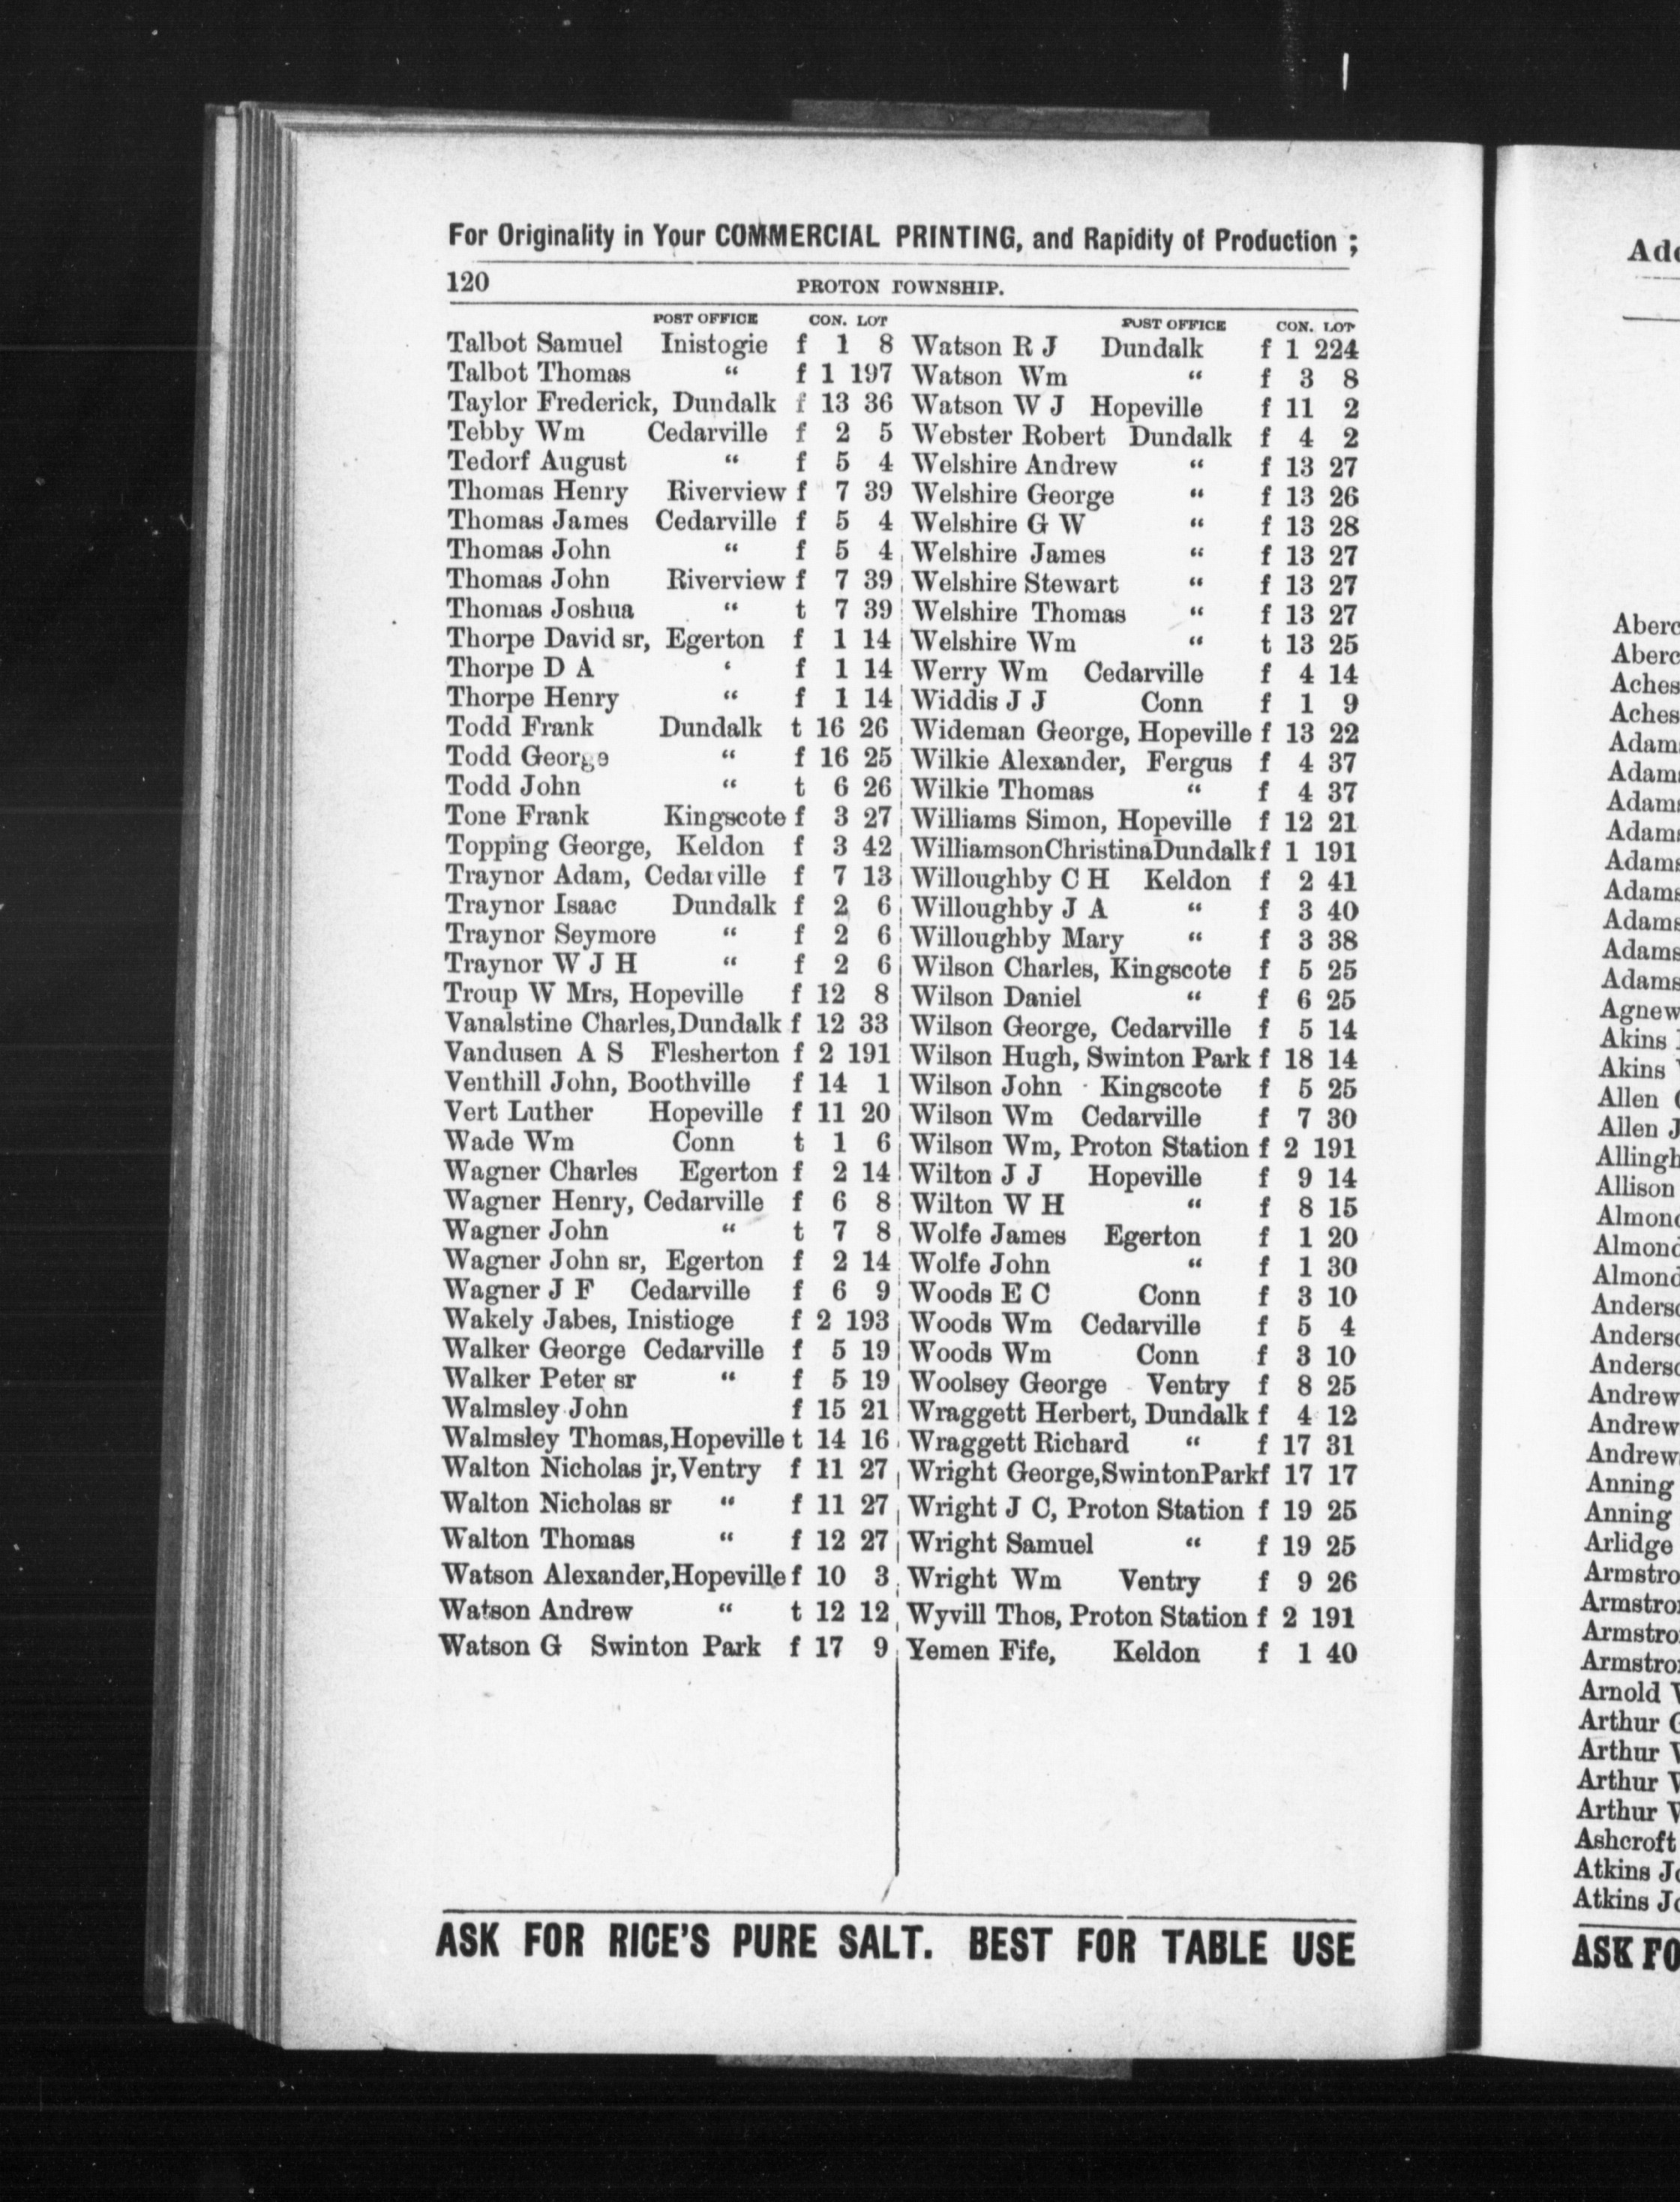 For Originality in Your COMMERCIAL PRINTING, and Rapidity of Production ;
120 PROTON TOWNSHIP.
POST OFFICE CON. LOT
Talbot Samuel Inistogie f 1 8
Talbot Thomas “ f 1 197
Taylor Frederick, Dundalk f 13 36
Tebby Wm Cedarville f 2 5
Tedorf August “ f 5 4
Thomas Henry Riverview f 7 39
Thomas James Cedarville f 5 4
Thomas John “ f 5 4
Thomas John Riverview f 7 39
Thomas Joshua “ t 7 39
Thorpe David sr, Egerton f 1 14
Thorpe D A ‘ f 1 14
Thorpe Henry “ f 1 14
Todd Frank Dundalk t 16 26
Todd George “ f 16 25
Todd John “ t 6 26
Tone Frank Kingscote f 3 27
Topping George, Keldon f 3 42
Traynor Adam, Cedarville f 7 13
Traynor Isaac Dundalk f 2 6
Traynor Seymore “ f 2 6
Traynor W J H “ f 2 6
Troup W Mrs, Hopeville f 12 8
Vanalstine Charles,Dundalk f 12 33
Vandusen A S Flesherton f 2 191
Venthill John, Boothville f 14 1
Vert Luther Hopeville f 11 20
Wade Wm Conn t 1 6
Wagner Charles Egerton f 2 14
Wagner Henry, Cedarville f 6 8
Wagner John “ t 7 8
Wagner John sr, Egerton f 2 14
Wagner J F Cedarville f 6 9
Wakely Jabes, Inistioge f 2 193
Walker George Cedarville f 5 19
Walker Peter sr “ f 5 19
Walmsley John f 15 21
Walmsley Thomas,Hopeville t 14 16
Walton Nicholas jr,Ventry f 11 27
Walton Nicholas sr “ f 11 27
Walton Thomas “ f 12 27
Watson Alexander,Hopeville f 10 3
Watson Andrew “ t 12 12
Watson G Swinton Park f 17 9
POST OFFICE CON. LOT
Watson R J Dundalk f 1 224
Watson Wm “ f 3 8
Watson W J Hopeville f 11 2
Webster Robert Dundalk f 4 2
Welshire Andrew “ f 13 27
Welshire George “ f 13 26
Welshire G W “ f 13 28
Welshire James “ f 13 27
Welshire Stewart “ f 13 27
Welshire Thomas “ f 13 27
Welshire Wm “ t 13 25
Werry Wm Cedarville f 4 14
Widdis J J Conn f 1 9
Wideman George, Hopeville f 13 22
Wilkie Alexander, Fergus f 4 37
Wilkie Thomas “ f 4 37
Williams Simon, Hopeville f 12 21
WilliamsonChristinaDundalk f 1 191
Willoughby C H Keldon f 2 41
Willoughby J A “ f 3 40
Willoughby Mary “ f 3 38
Wilson Charles, Kingscote f 5 25
Wilson Daniel “ f 6 25
Wilson George, Cedarville f 5 14
Wilson Hugh, Swinton Park f 18 14
Wilson John Kingscote f 5 25
Wilson Wm Cedarville f 7 30
Wilson Wm, Proton Station f 2 191
Wilton J J Hopeville f 9 14
Wilton W H “ f 8 15
Wolfe James Egerton f 1 20
Wolfe John “ f 1 30
Woods E C Conn f 3 10
Woods Wm Cedarville f 5 4
Woods Wm Conn f 3 10
Woolsey George Ventry f 8 25
Wraggett Herbert, Dundalk f 4 12
Wraggett Richard “ f 17 31
Wright George,SwintonParkf 17 17
Wright J C, Proton Station f 19 25
Wright Samuel “ f 19 25
Wright Wm Ventry f 9 26
Wyvill Thos, Proton Station f 2 191
Yemen Fife, Keldon f 1 40
ASK FOR RICE'S PURE SALT. BEST FOR TABLE USE
Allen
Akins
Akins
Allen J
Allison
Anning
Anning
Arlidge
Arnold
Arthur
Arthur
Arthur
Arthur
Ashcroft
Atkins
Atkins
ASK